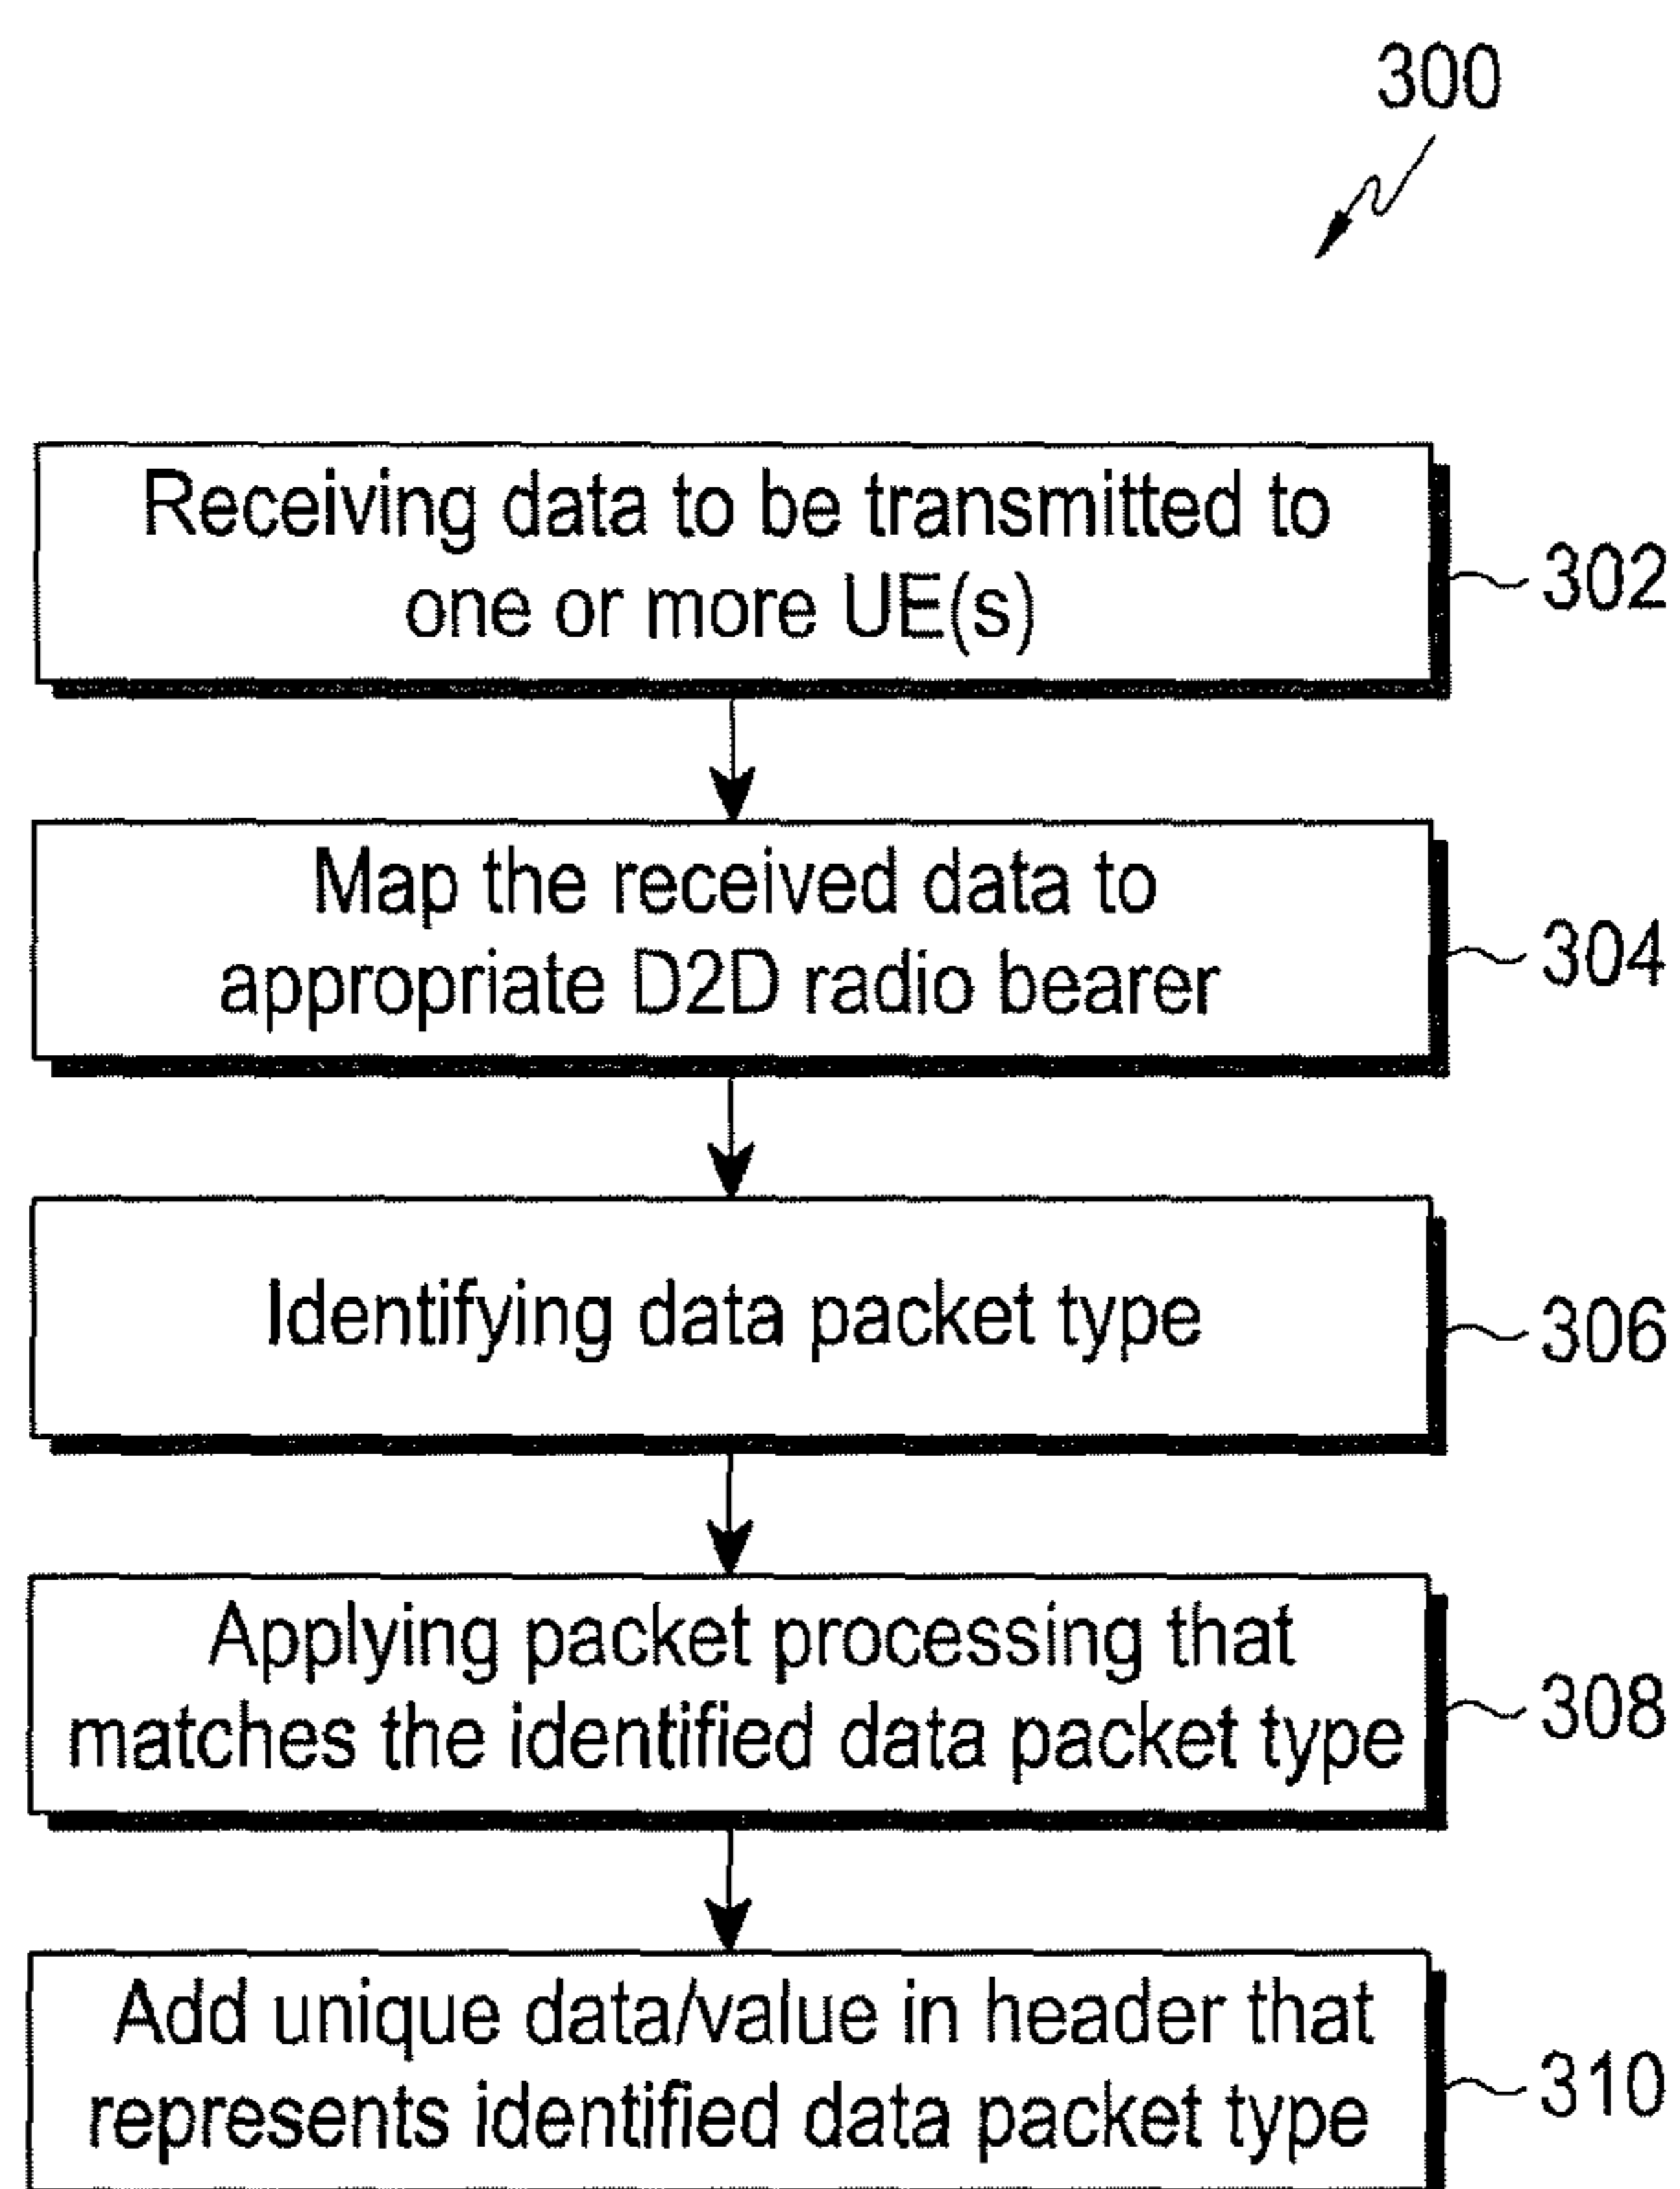 300
Receiving data to be transmitted to
one or more UE(s)
302
Map the received data to
appropriate D2D radio bearer
304
Identifying data packet type
306
Applying packet processing that
matches the identified data packet type
308
Add unique data/value in header that
represents identified data packet type
310